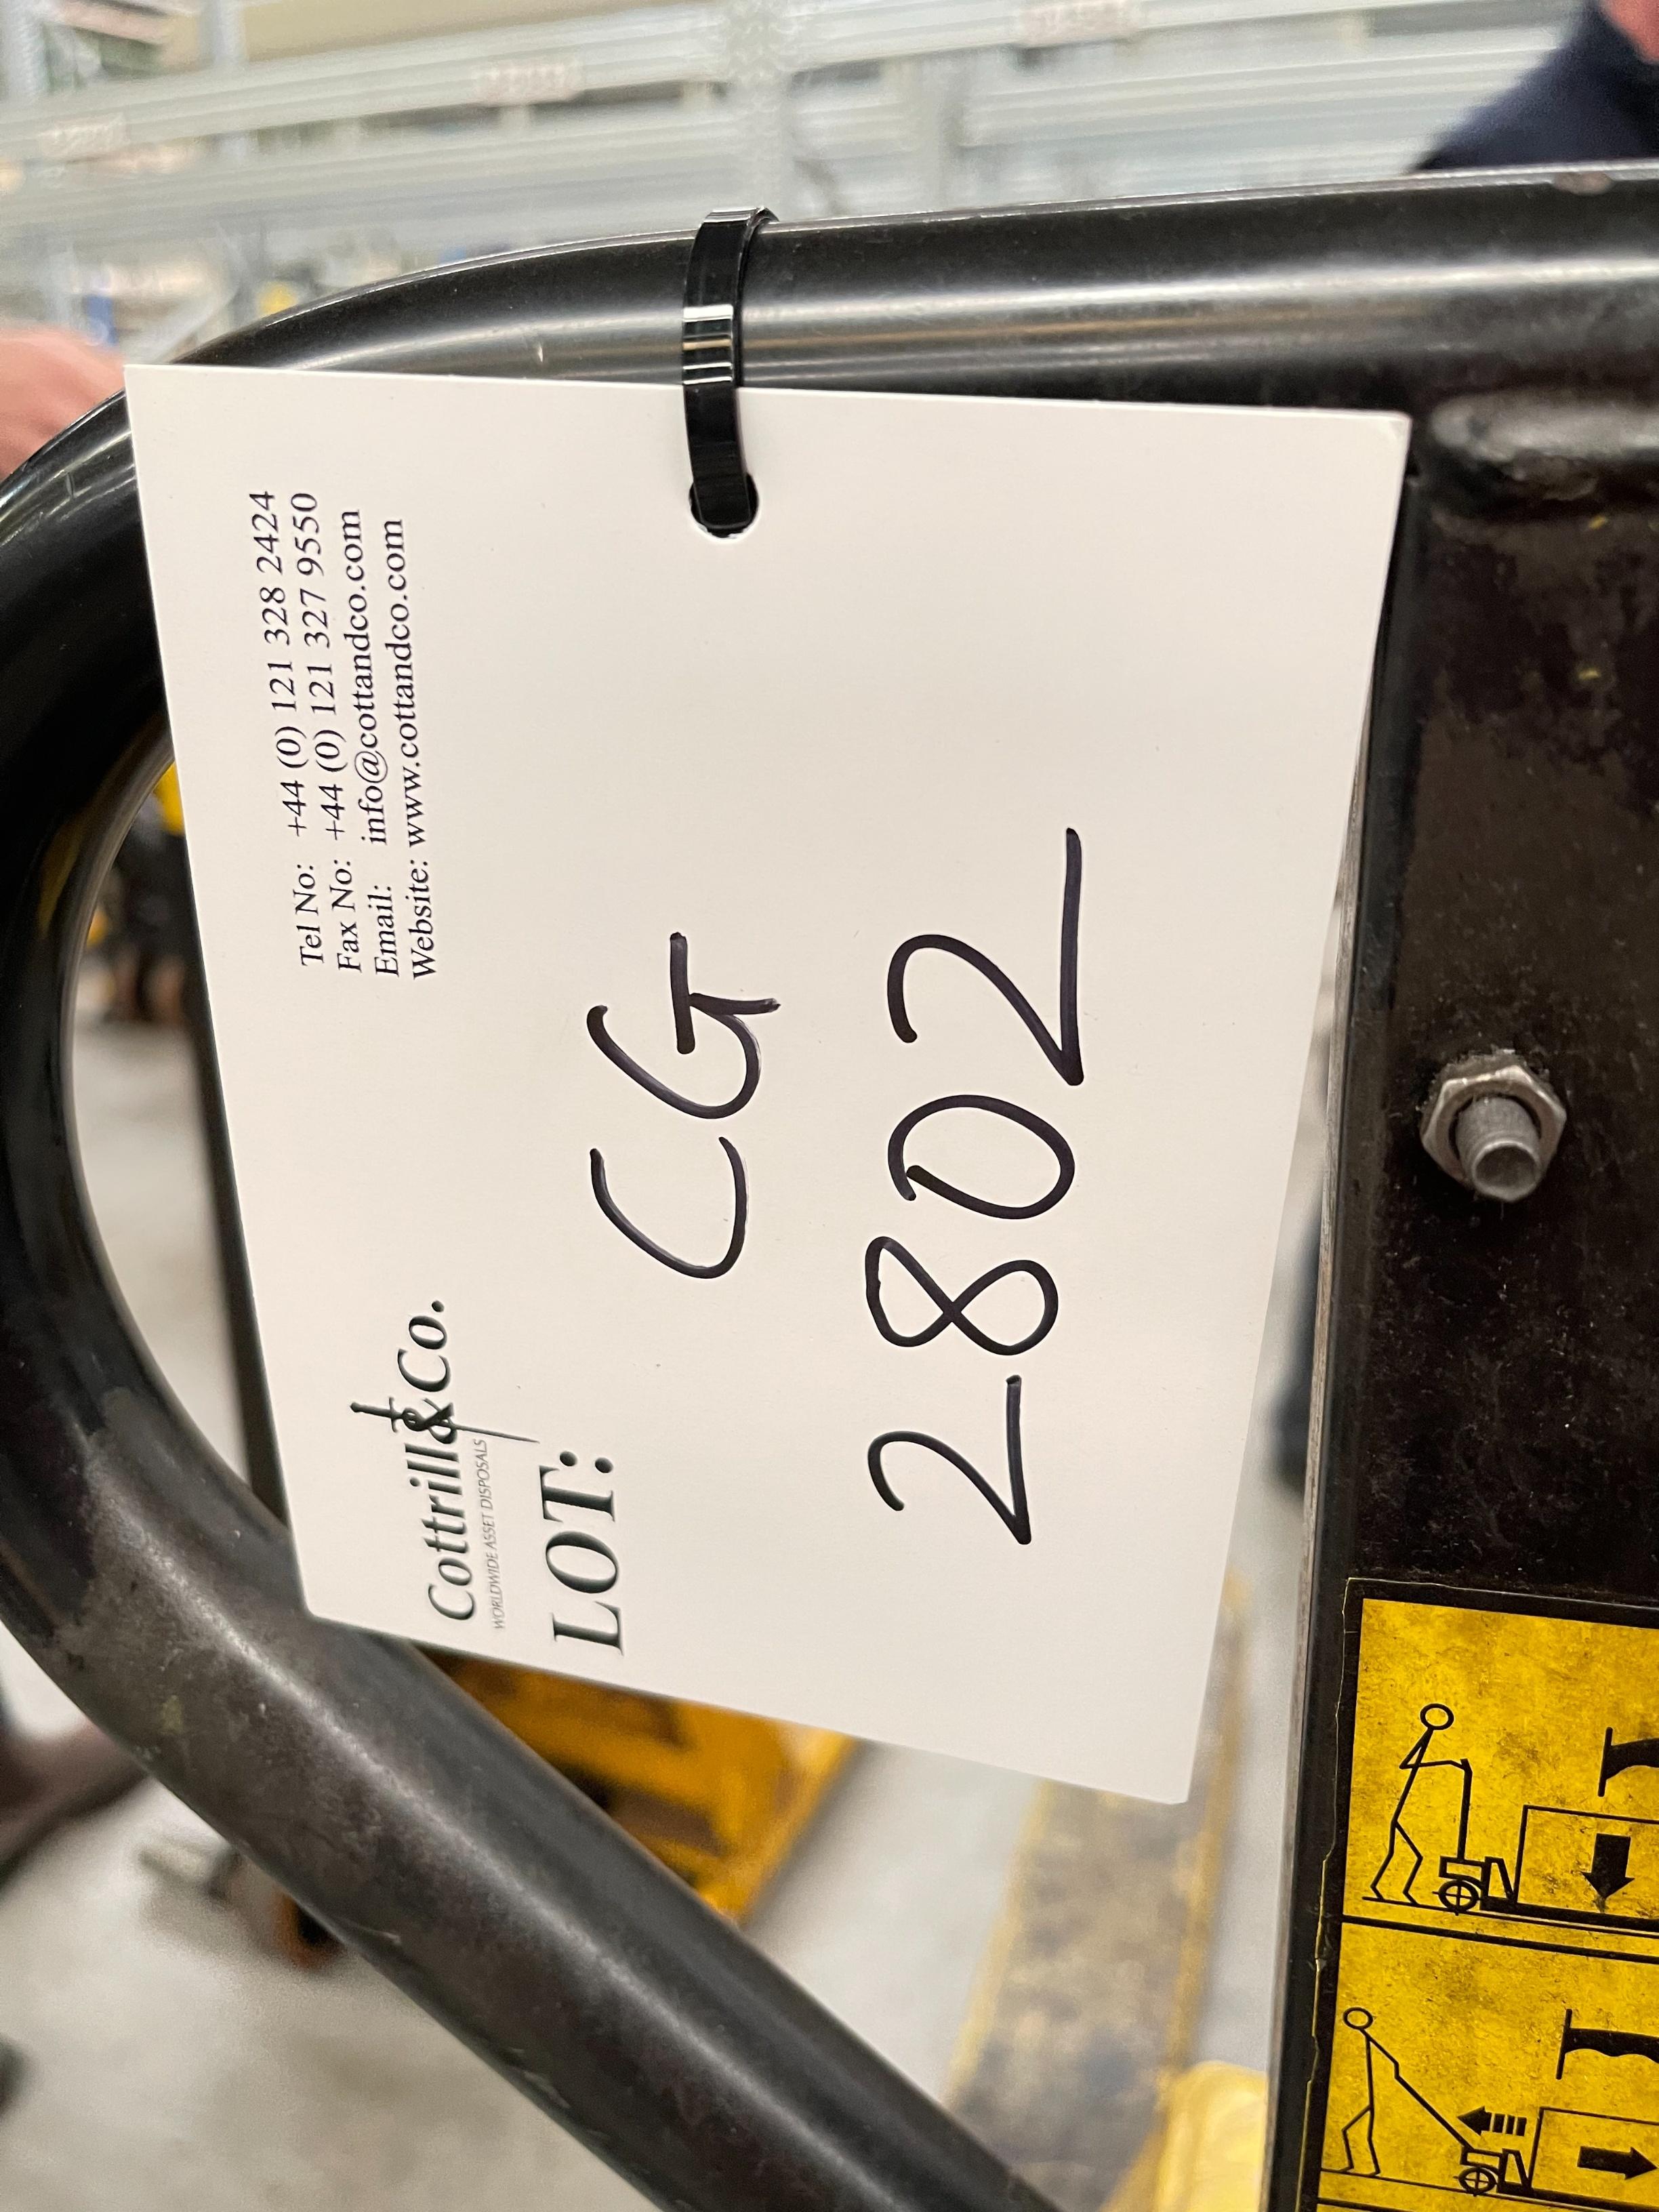 Cottrill&Co.
WORLDWIDE ASSET DISPOSALS
Tel No: +44 (0) 121 328 2424
Fax No: +44 (0) 121 327 9550
Email: info@cottandco.com
Website: www.cottandco.com
LOT:
CG
2802